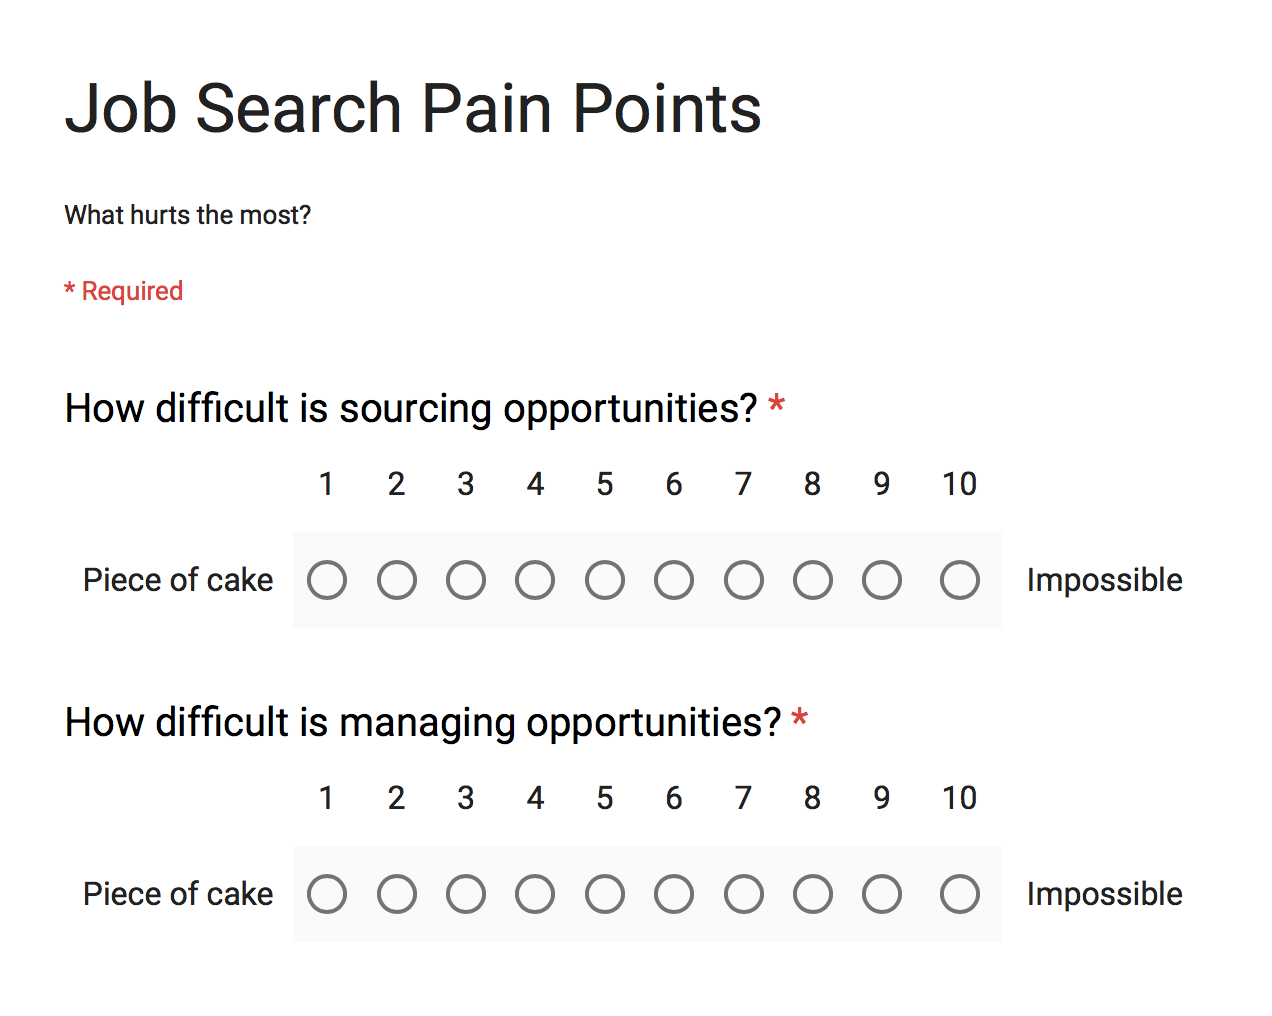 Job Search Pain Points
What hurts the most?
* Required
How difficult is sourcing opportunities? *
1 2 3 4 5 6 7 8 9 10
Piece of cake Impossible
How difficult is managing opportunities? *
1 2 3 4 5 6 7 8 9 10
Piece of cake Impossible